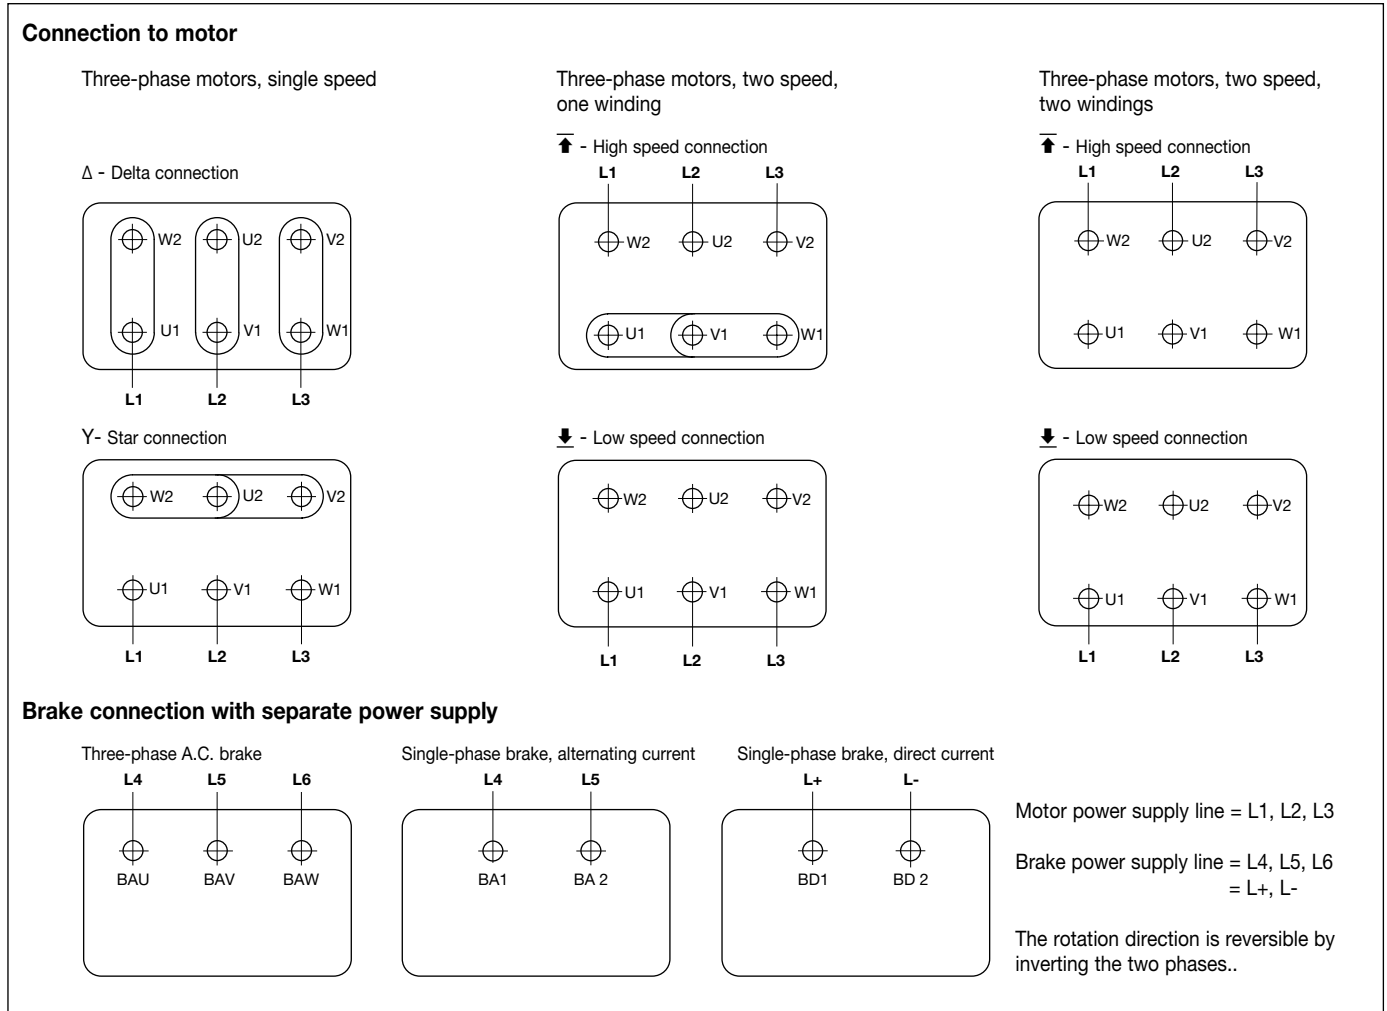 Connection to motor
Three-phase motors, single speed
Δ - Delta connection
W2 U2 V2
U1 V1 W1
L1 L2 L3
Y- Star connection
W2 U2 V2
U1 V1 W1
L1 L2 L3
Three-phase motors, two speed,
one winding
- High speed connection
L1 L2 L3
W2 U2 V2
U1 V1 W1
- Low speed connection
W2 U2 V2
U1 V1 W1
L1 L2 L3
Three-phase motors, two speed,
two windings
- High speed connection
L1 L2 L3
W2 U2 V2
U1 V1 W1
- Low speed connection
W2 U2 V2
U1 V1 W1
L1 L2 L3
Brake connection with separate power supply
Three-phase A.C. brake
L4 L5 L6
BAU BAV BAW
Single-phase brake, alternating current
L4 L5
BA1 BA 2
Single-phase brake, direct current
L+ L-
BD1 BD 2
Motor power supply line = L1, L2, L3
Brake power supply line = L4, L5, L6
= L+, L-
The rotation direction is reversible by
inverting the two phases..